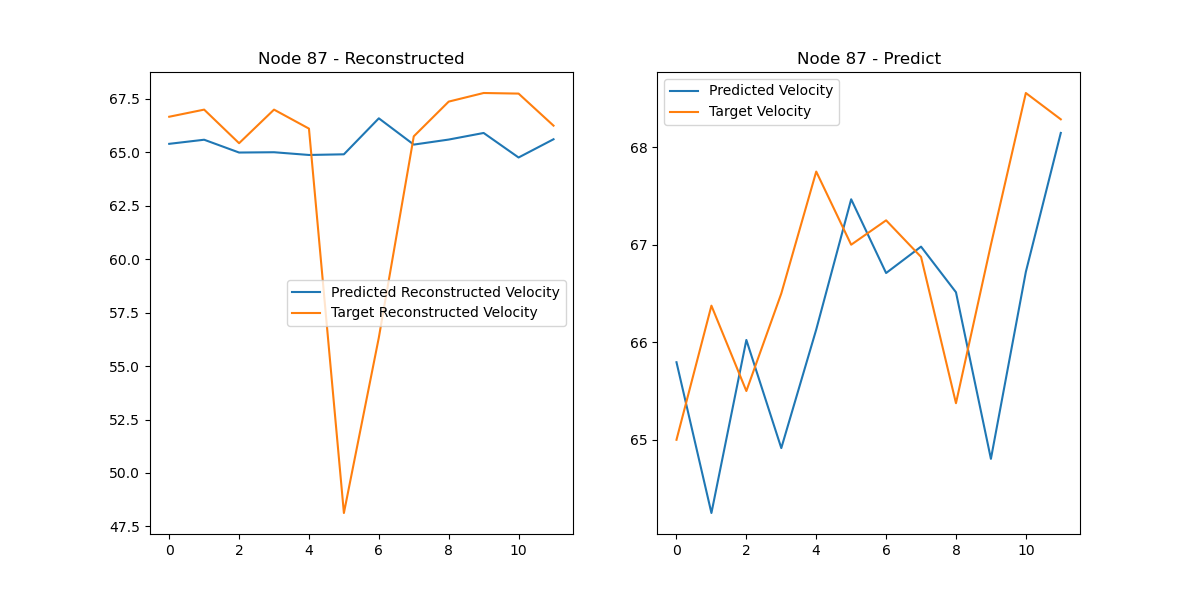 Node 87 - Reconstructed
67.5
65.0
62.5
60.0
57.5
55.0
52.5
50.0
47.5
0 2 4 6 8 10
Predicted Reconstructed Velocity
Target Reconstructed Velocity
Node 87 - Predict
Predicted Velocity
Target Velocity
68
67
66
65
0 2 4 6 8 10